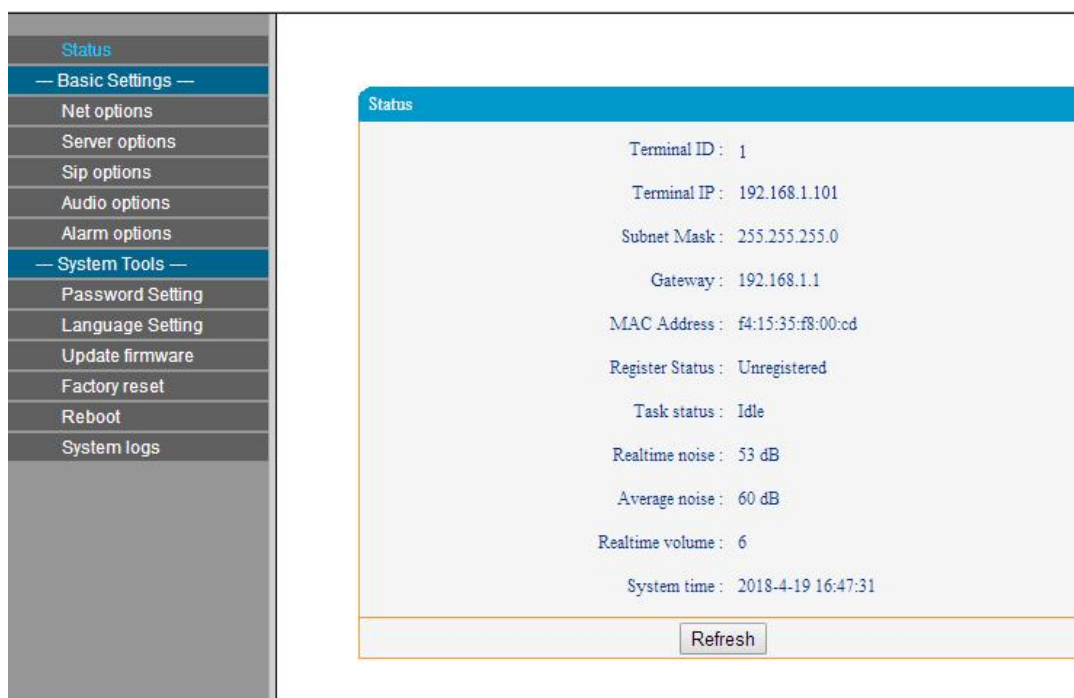 Status
— Basic Settings —
Net options
Server options
Sip options
Audio options
Alarm options
— System Tools —
Password Setting
Language Setting
Update firmware
Factory reset
Reboot
System logs
Status
Terminal ID : 1
Terminal IP : 192.168.1.101
Subnet Mask : 255.255.255.0
Gateway : 192.168.1.1
MAC Address : f4:15:35:f8:00:cd
Register Status : Unregistered
Task status : Idle
Realtime noise : 53 dB
Average noise : 60 dB
Realtime volume : 6
System time : 2018-4-19 16:47:31
Refresh